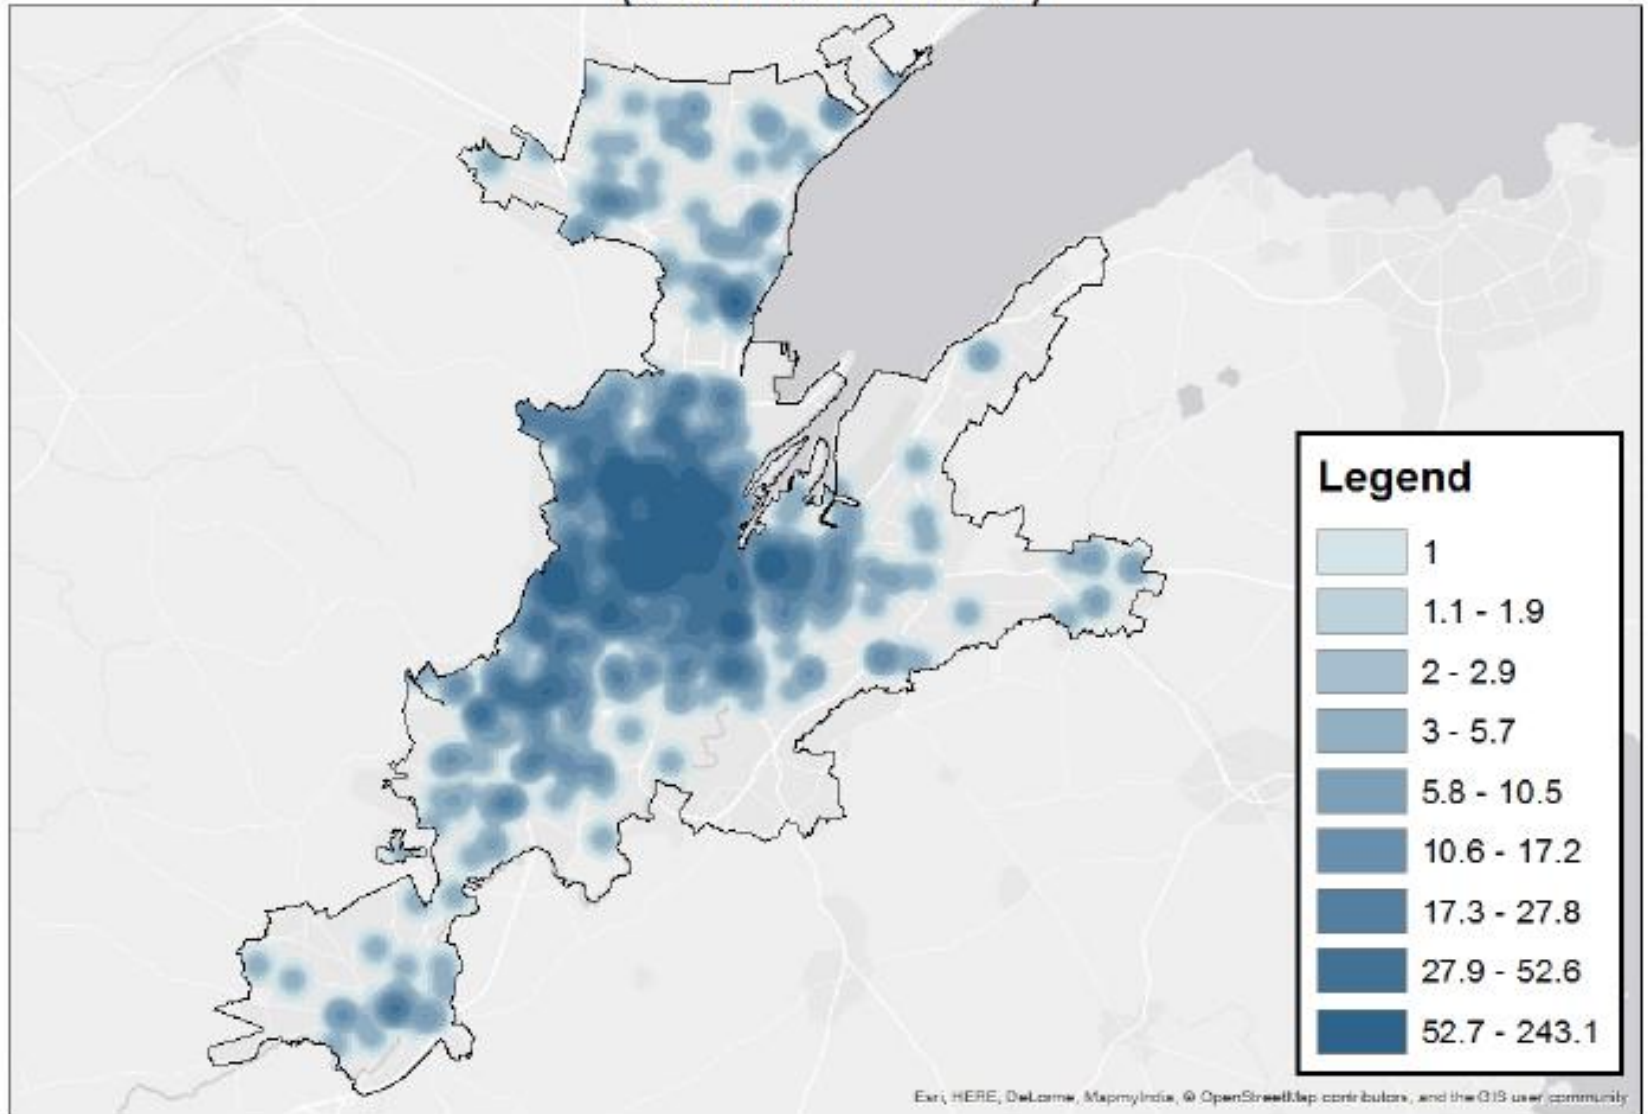 Legend
1
1.1 - 1.9
2 - 2.9
3 - 5.7
5.8 - 10.5
10.6 - 17.2
17.3 - 27.8
27.9 - 52.6
52.7 - 243.1
Esri, HERE, DeLorme, MapmyIndia, © OpenStreetMap contributors, and the GIS user community